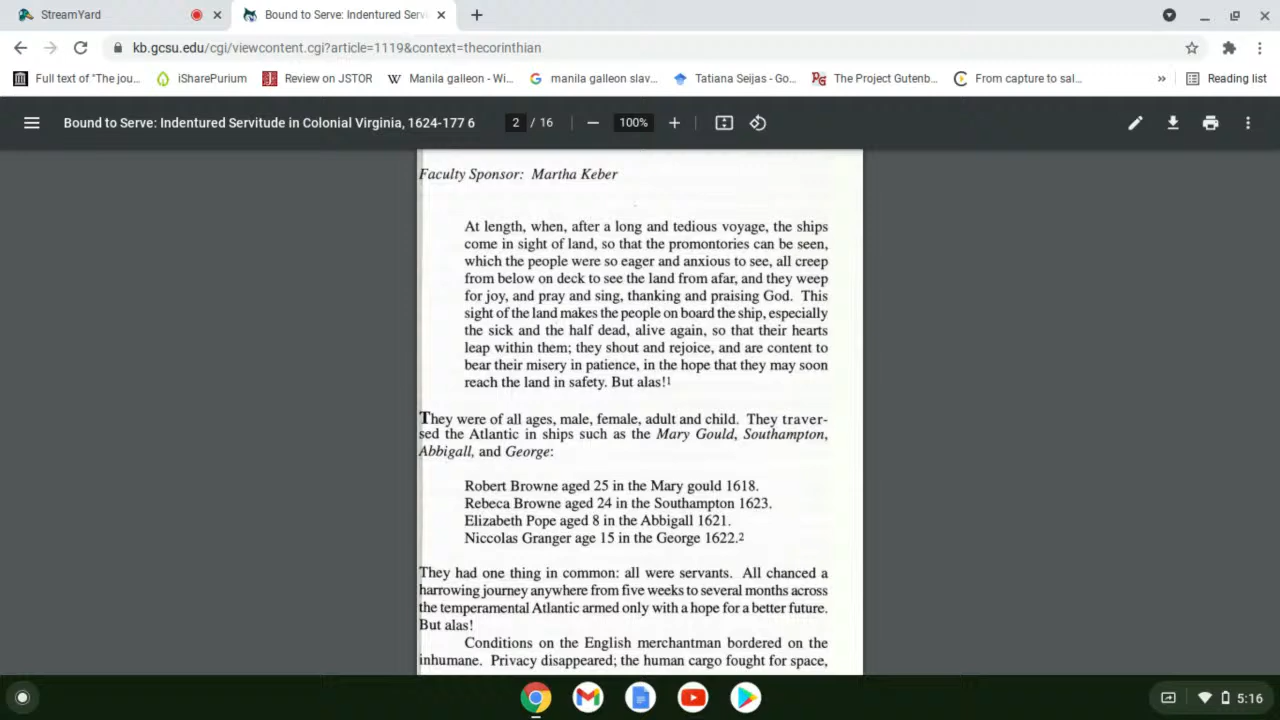 StreamYard
Bound to Serve: Indentured Serv
kb.gcsu.edu/cgi/viewcontent.cgi?article=1119&context=thecorinthian
Full text of "The jou... iSharePurium Review on JSTOR Manila galleon - Wi... manila galleon slav... Tatiana Seijas - Go... The Project Gutenb... From capture to sal... » Reading list
Bound to Serve: Indentured Servitude in Colonial Virginia, 1624-177 6 2 / 16 — 100% +
Faculty Sponsor: Martha Keber
At length, when, after a long and tedious voyage, the ships
come in sight of land, so that the promontories can be seen,
which the people were so eager and anxious to see, all creep
from below on deck to see the land from afar, and they weep
for joy, and pray and sing, thanking and praising God. This
sight of the land makes the people on board the ship, especially
the sick and the half dead, alive again, so that their hearts
leap within them; they shout and rejoice, and are content to
bear their misery in patience, in the hope that they may soon
reach the land in safety. But alas!1
They were of all ages, male, female, adult and child. They traver-
sed the Atlantic in ships such as the Mary Gould, Southampton,
Abbigall, and George:
Robert Browne aged 25 in the Mary gould 1618.
Rebeca Browne aged 24 in the Southampton 1623.
Elizabeth Pope aged 8 in the Abbigall 1621.
Niccolas Granger age 15 in the George 1622.2
They had one thing in common: all were servants. All chanced a
harrowing journey anywhere from five weeks to several months across
the temperamental Atlantic armed only with a hope for a better future.
But alas!
Conditions on the English merchantman bordered on the
inhumane. Privacy disappeared; the human cargo fought for space,
5:16